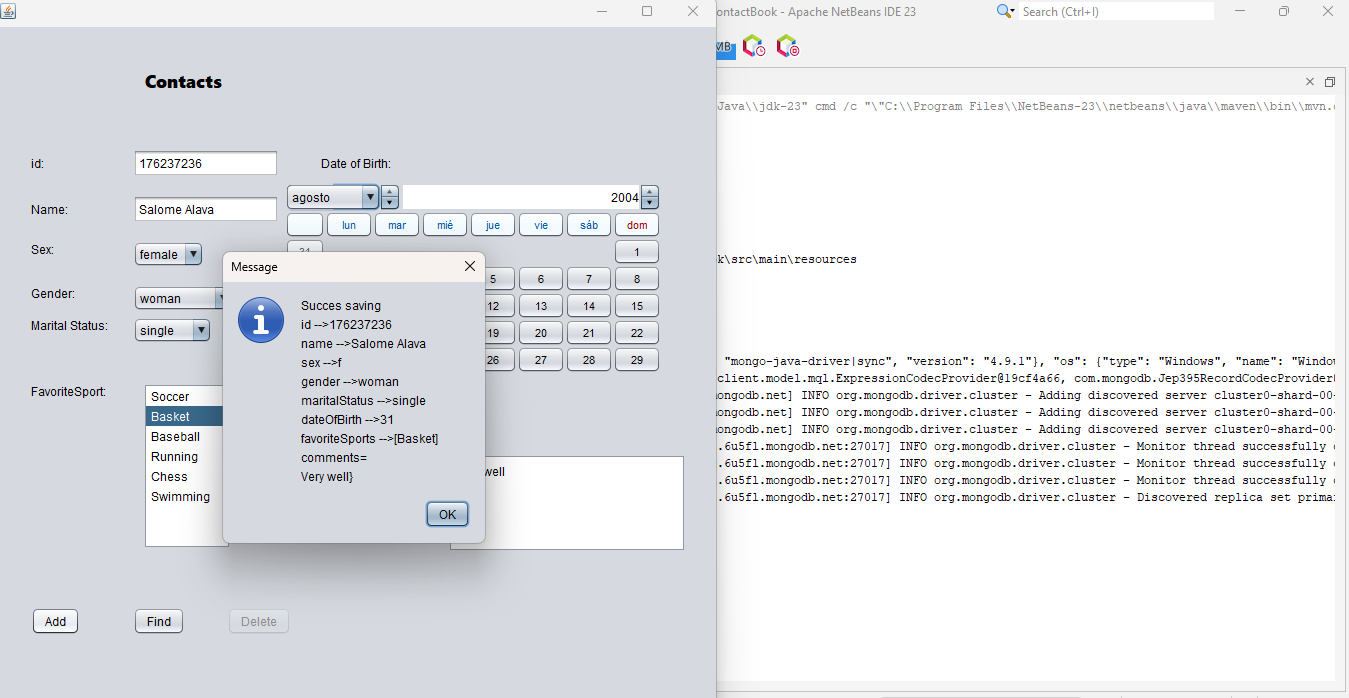 ontactBook - Apache NetBeans IDE 23
Search (Ctrl+I)
MB
Contacts
Java\\jdk-23" cmd /c "\"C:\\Program Files\\NetBeans-23\\netbeans\\java\\maven\\bin\\mvn.
id:
176237236
Date of Birth:
agosto
2004
Name:
Salome Alava
lun mar mié jue vie sáb dom
Sex:
female
31
1
k\src\main\resources
Message
5 6 7 8
Gender:
woman
12 13 14 15
Marital Status:
single
19 20 21 22
26 27 28 29
Succes saving
id -->176237236
name -->Salome Alava
sex -->f
gender -->woman
maritalStatus -->single
dateOfBirth -->31
favoriteSports -->[Basket]
comments=
Very well}
OK
"mongo-java-driver|sync", "version": "4.9.1"}, "os": {"type": "Windows", "name": "Window
client.model.mql.ExpressionCodecProvider@19cf4a66, com.mongodb.Jep395RecordCodecProvider
ongodb.net] INFO org.mongodb.driver.cluster - Adding discovered server cluster0-shard-00-
ongodb.net] INFO org.mongodb.driver.cluster - Adding discovered server cluster0-shard-00-
ongodb.net] INFO org.mongodb.driver.cluster - Adding discovered server cluster0-shard-00-
.6u5fl.mongodb.net:27017] INFO org.mongodb.driver.cluster - Monitor thread successfully
.6u5fl.mongodb.net:27017] INFO org.mongodb.driver.cluster - Monitor thread successfully
.6u5fl.mongodb.net:27017] INFO org.mongodb.driver.cluster - Monitor thread successfully
.6u5fl.mongodb.net:27017] INFO org.mongodb.driver.cluster - Discovered replica set prima
FavoriteSport:
Soccer
Basket
Baseball
Running
Chess
Swimming
well
Add
Find
Delete